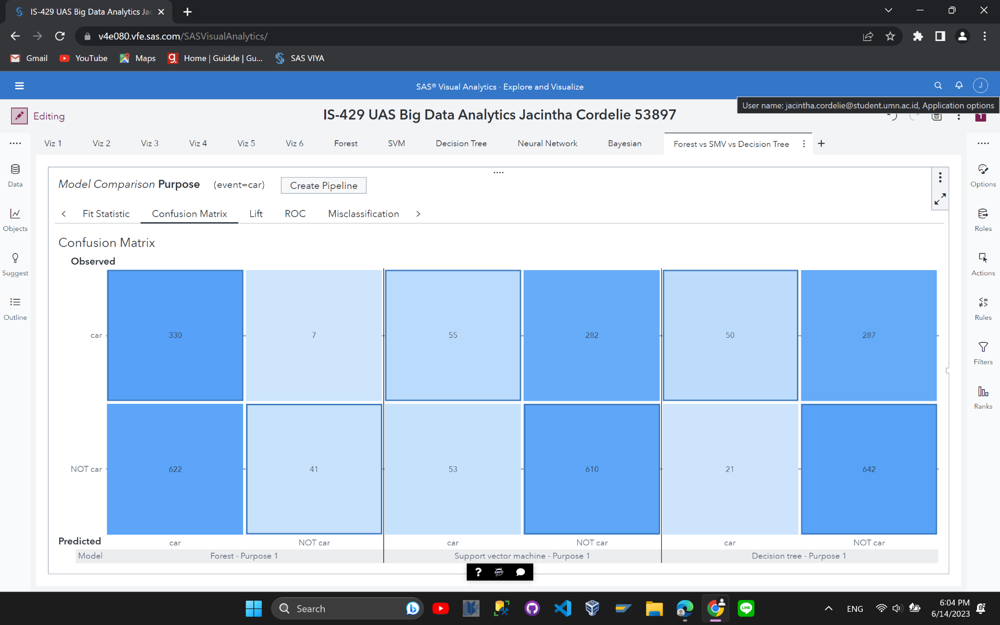 IS-429 UAS Big Data Analytics Jac
v4e080.vfe.sas.com/SASVisualAnalytics/
Gmail YouTube Maps Home | Guidde | Gu... SAS VIYA
SAS® Visual Analytics - Explore and Visualize
J
User name: jacintha.cordelie@student.umn.ac.id, Application options
Editing
IS-429 UAS Big Data Analytics Jacintha Cordelie 53897
1
Viz 1 Viz 2 Viz 3 Viz 4 Viz 5 Viz 6 Forest SVM Decision Tree Neural Network Bayesian Forest vs SMV vs Decision Tree
Data
Objects
Suggest
Outline
Options
Roles
Actions
Rules
Filters
Ranks
Model Comparison Purpose (event=car) Create Pipeline
Fit Statistic Confusion Matrix Lift ROC Misclassification
Confusion Matrix
Observed
car 330 7 55 282 50 287
NOT car 622 41 53 610 21 642
Predicted car NOT car car NOT car car NOT car
Model Forest - Purpose 1 Support vector machine - Purpose 1 Decision tree - Purpose 1
?
Search
LINE
ENG
6:04 PM
6/14/2023